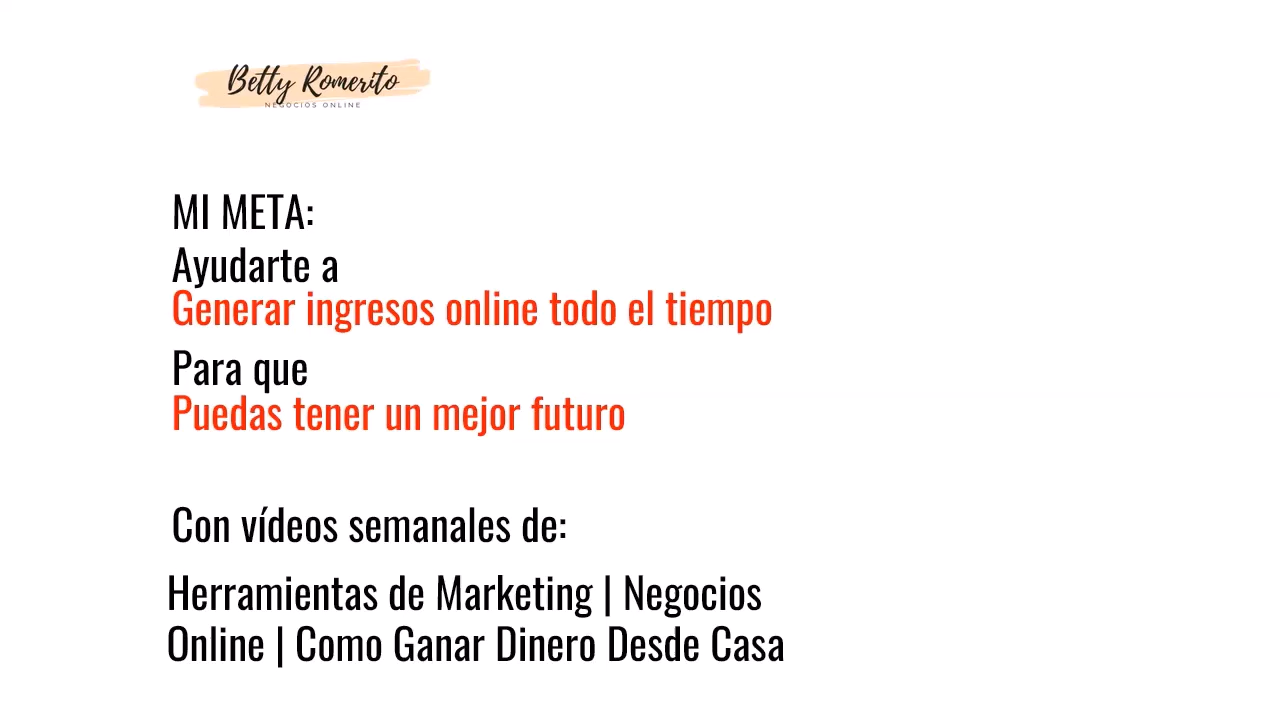 Betty Romerito
NEGOCIOS ONLINE
MI META:
Ayudarte a
Generar ingresos online todo el tiempo
Para que
Puedas tener un mejor futuro
Con vídeos semanales de:
Herramientas de Marketing | Negocios
Online | Como Ganar Dinero Desde Casa